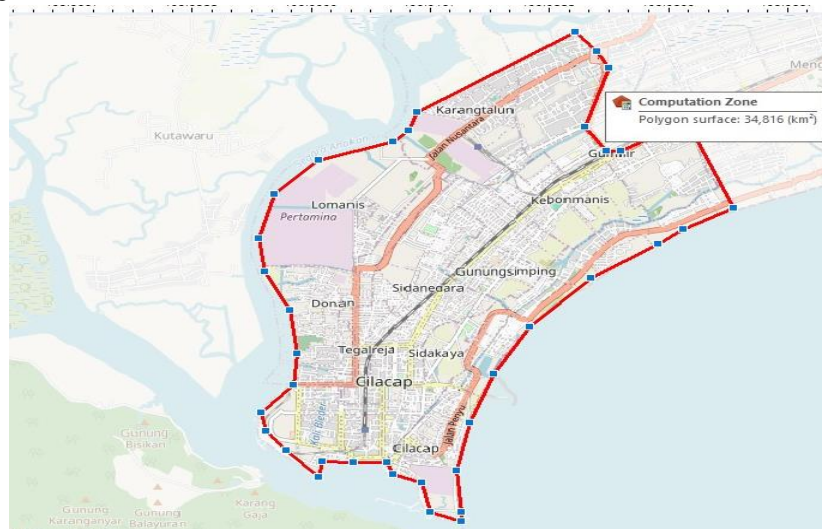 Karangtalun
Computation Zone
Polygon surface: 34,816 (km²)
Kutawaru
Jalan Nusantara
Gumilir
Lomanis
Pertamina
Kebonmanis
Gunungsimping
Sidanegara
Donan
Tegalreja
Sidakaya
Cilacap
Kali
Jalan Penyu
Cilacap
Gunung
Bisikan
Gunung
Karanganyar
Gunung
Balayuran
Karang
Gaja